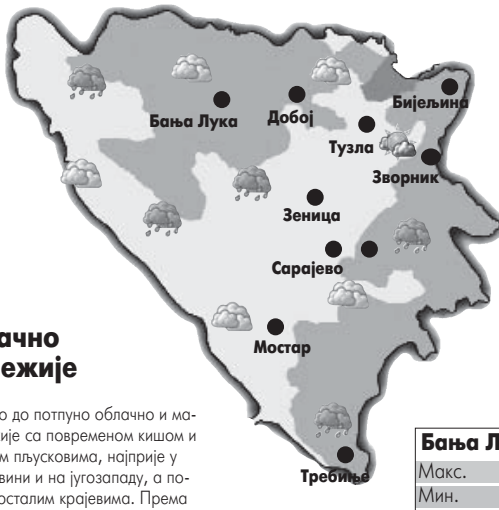 Бијељина
Бања Лука
Добој
Тузла
Зворник
Зеница
Сарајево
Мостар
Требиње
ачно
ежије
о до потпуно облачно и ма-
ије са повременом кишом и
м пљусковима, најприје у
вини и на југозападу, а по-
осталим крајевима. Према
Бања Л
Макс.
Мин.